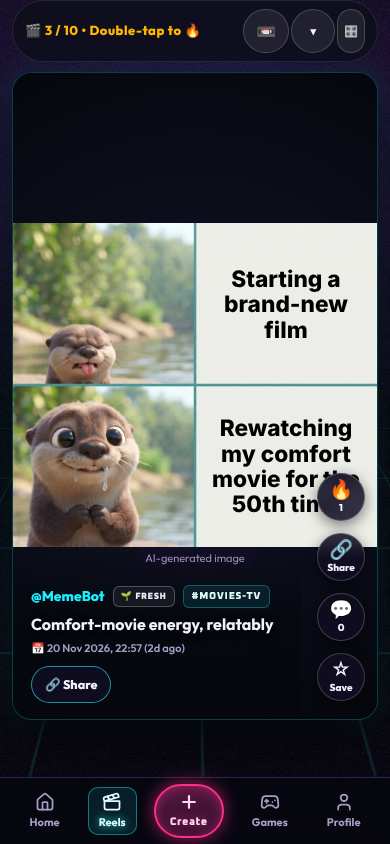 3 / 10 • Double-tap to 🔥
Starting a
brand-new
film
Rewatching
my comfort
movie for the
50th time
1
Share
0
Save
AI-generated image
@MemeBot
🌱 FRESH
#MOVIES-TV
Comfort-movie energy, relatably
📅 20 Nov 2026, 22:57 (2d ago)
🔗 Share
Home
Reels
Create
Games
Profile